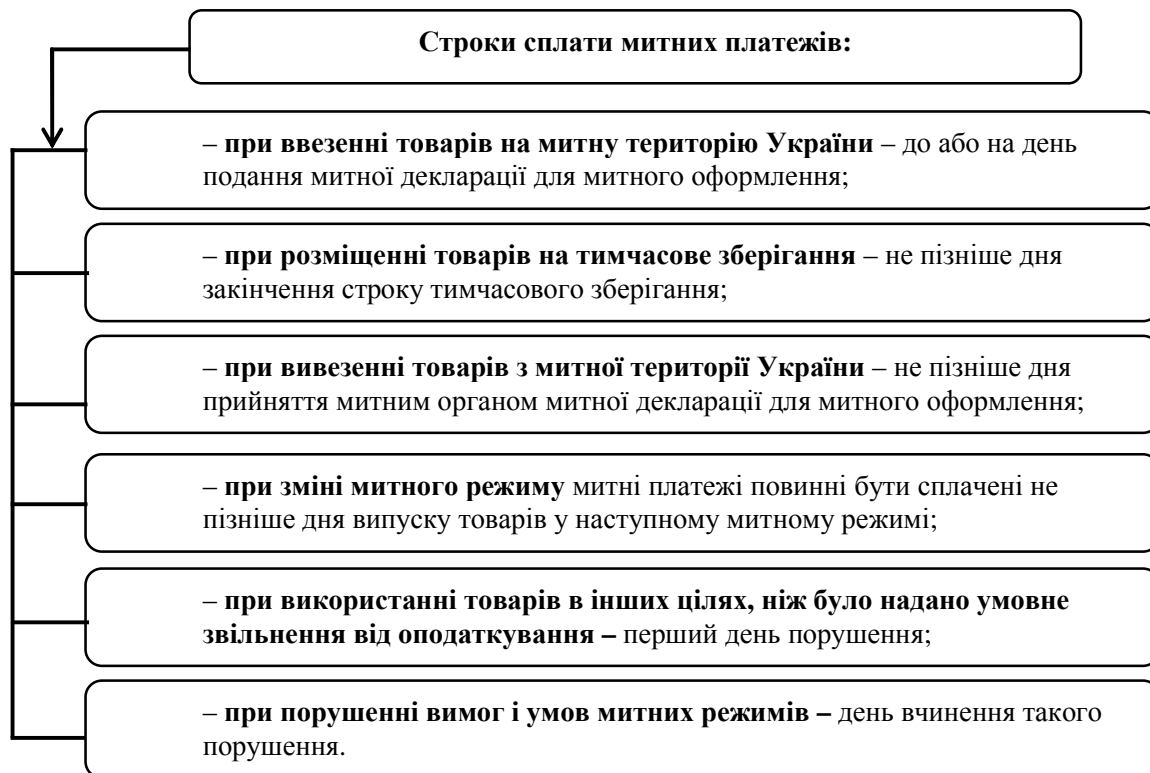 Строки сплати митних платежів:
– при ввезенні товарів на митну територію України – до або на день
подання митної декларації для митного оформлення;
– при розміщенні товарів на тимчасове зберігання – не пізніше дня
закінчення строку тимчасового зберігання;
– при вивезенні товарів з митної території України – не пізніше дня
прийняття митним органом митної декларації для митного оформлення;
– при зміні митного режиму митні платежі повинні бути сплачені не
пізніше дня випуску товарів у наступному митному режимі;
– при використанні товарів в інших цілях, ніж було надано умовне
звільнення від оподаткування – перший день порушення;
– при порушенні вимог і умов митних режимів – день вчинення такого
порушення.